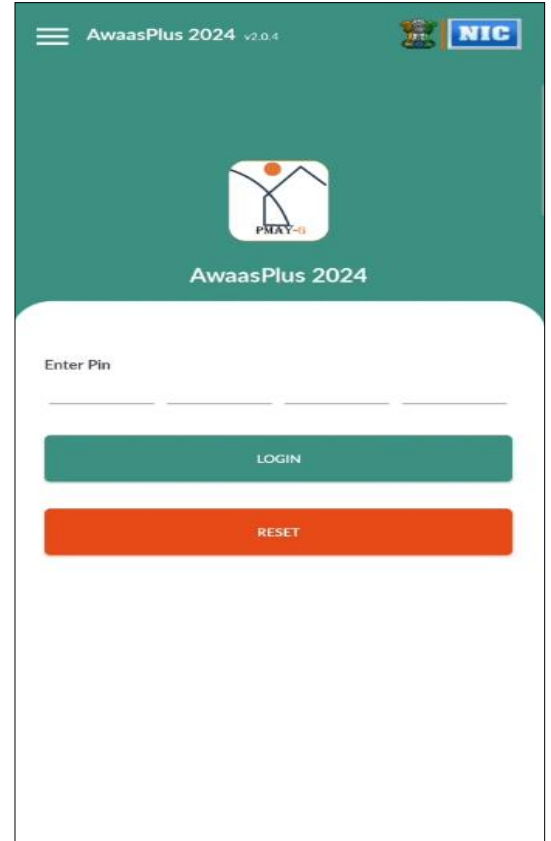 AwaasPlus 2024 v2.0.4 NIC
PMAY-G
AwaasPlus 2024
Enter Pin
LOGIN
RESET